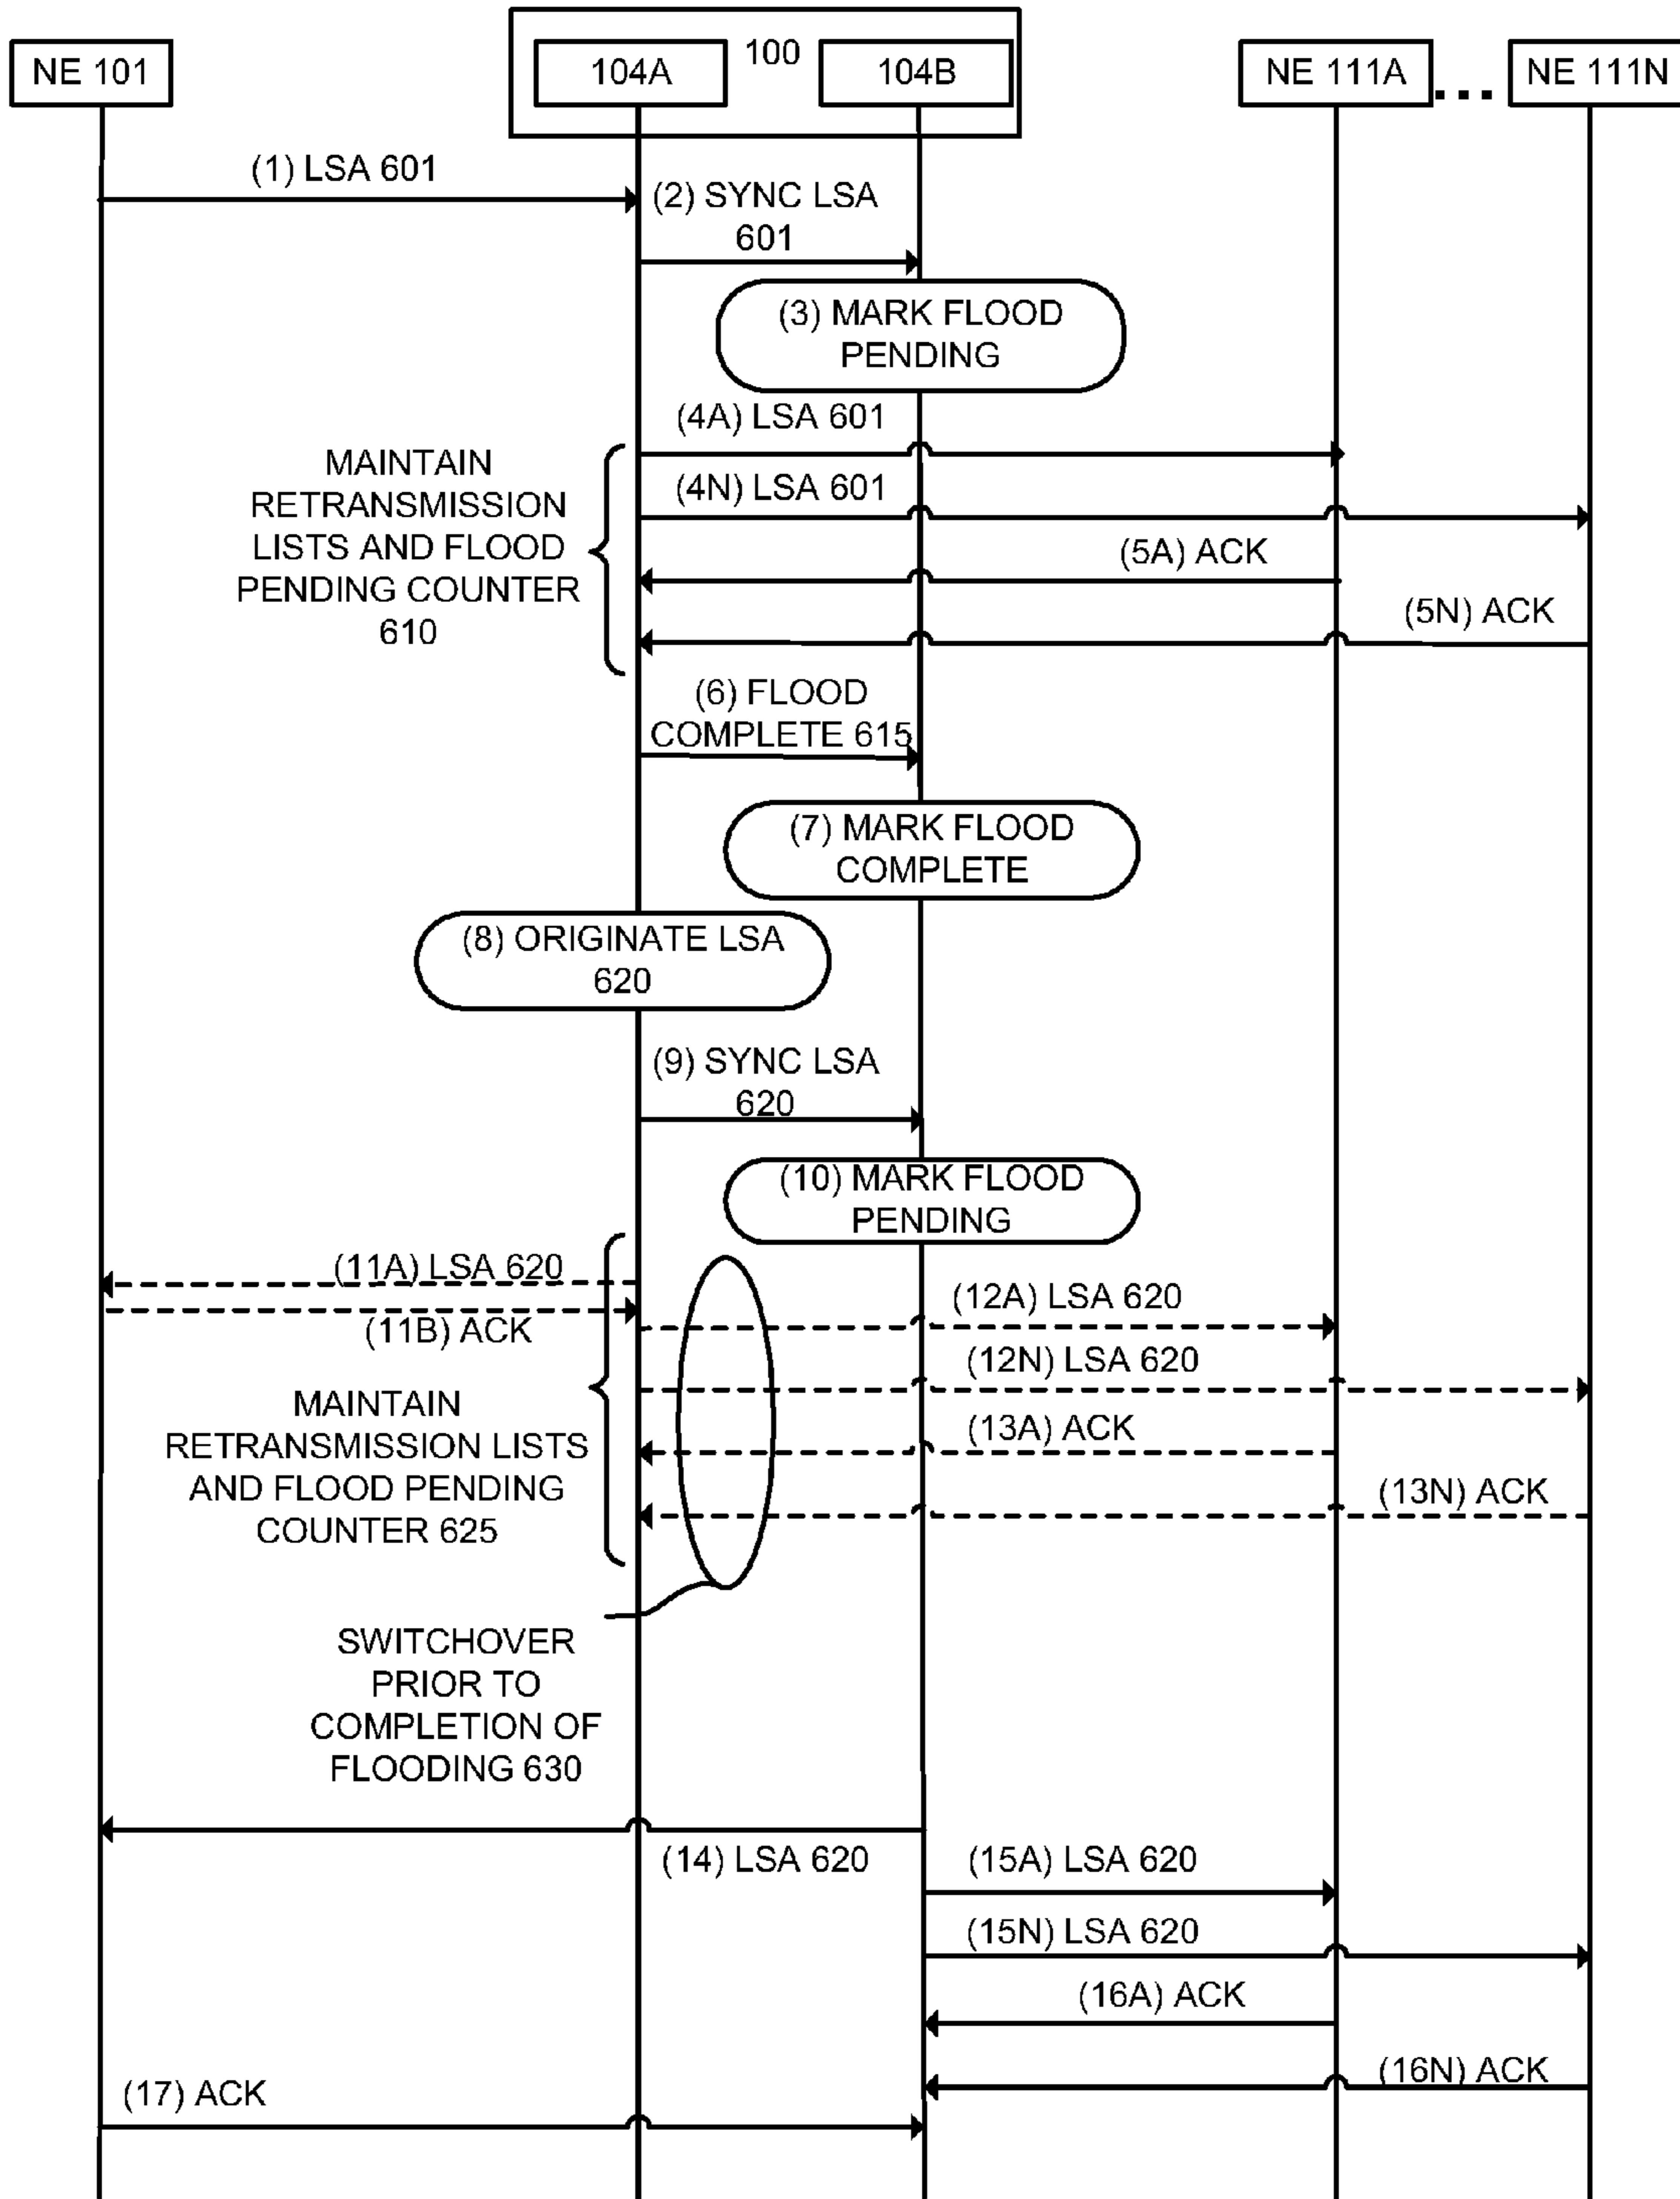 NE 101
104A
100
104B
NE 111A
...
NE 111N
(1) LSA 601
(2) SYNC LSA
601
(3) MARK FLOOD
PENDING
(4A) LSA 601
MAINTAIN
RETRANSMISSION
LISTS AND FLOOD
PENDING COUNTER
610
(4N) LSA 601
(5A) ACK
(5N) ACK
(6) FLOOD
COMPLETE 615
(7) MARK FLOOD
COMPLETE
(8) ORIGINATE LSA
620
(9) SYNC LSA
620
(10) MARK FLOOD
PENDING
(11A) LSA 620
(11B) ACK
(12A) LSA 620
(12N) LSA 620
MAINTAIN
RETRANSMISSION LISTS
AND FLOOD PENDING
COUNTER 625
(13A) ACK
(13N) ACK
SWITCHOVER
PRIOR TO
COMPLETION OF
FLOODING 630
(14) LSA 620
(15A) LSA 620
(15N) LSA 620
(16A) ACK
(16N) ACK
(17) ACK